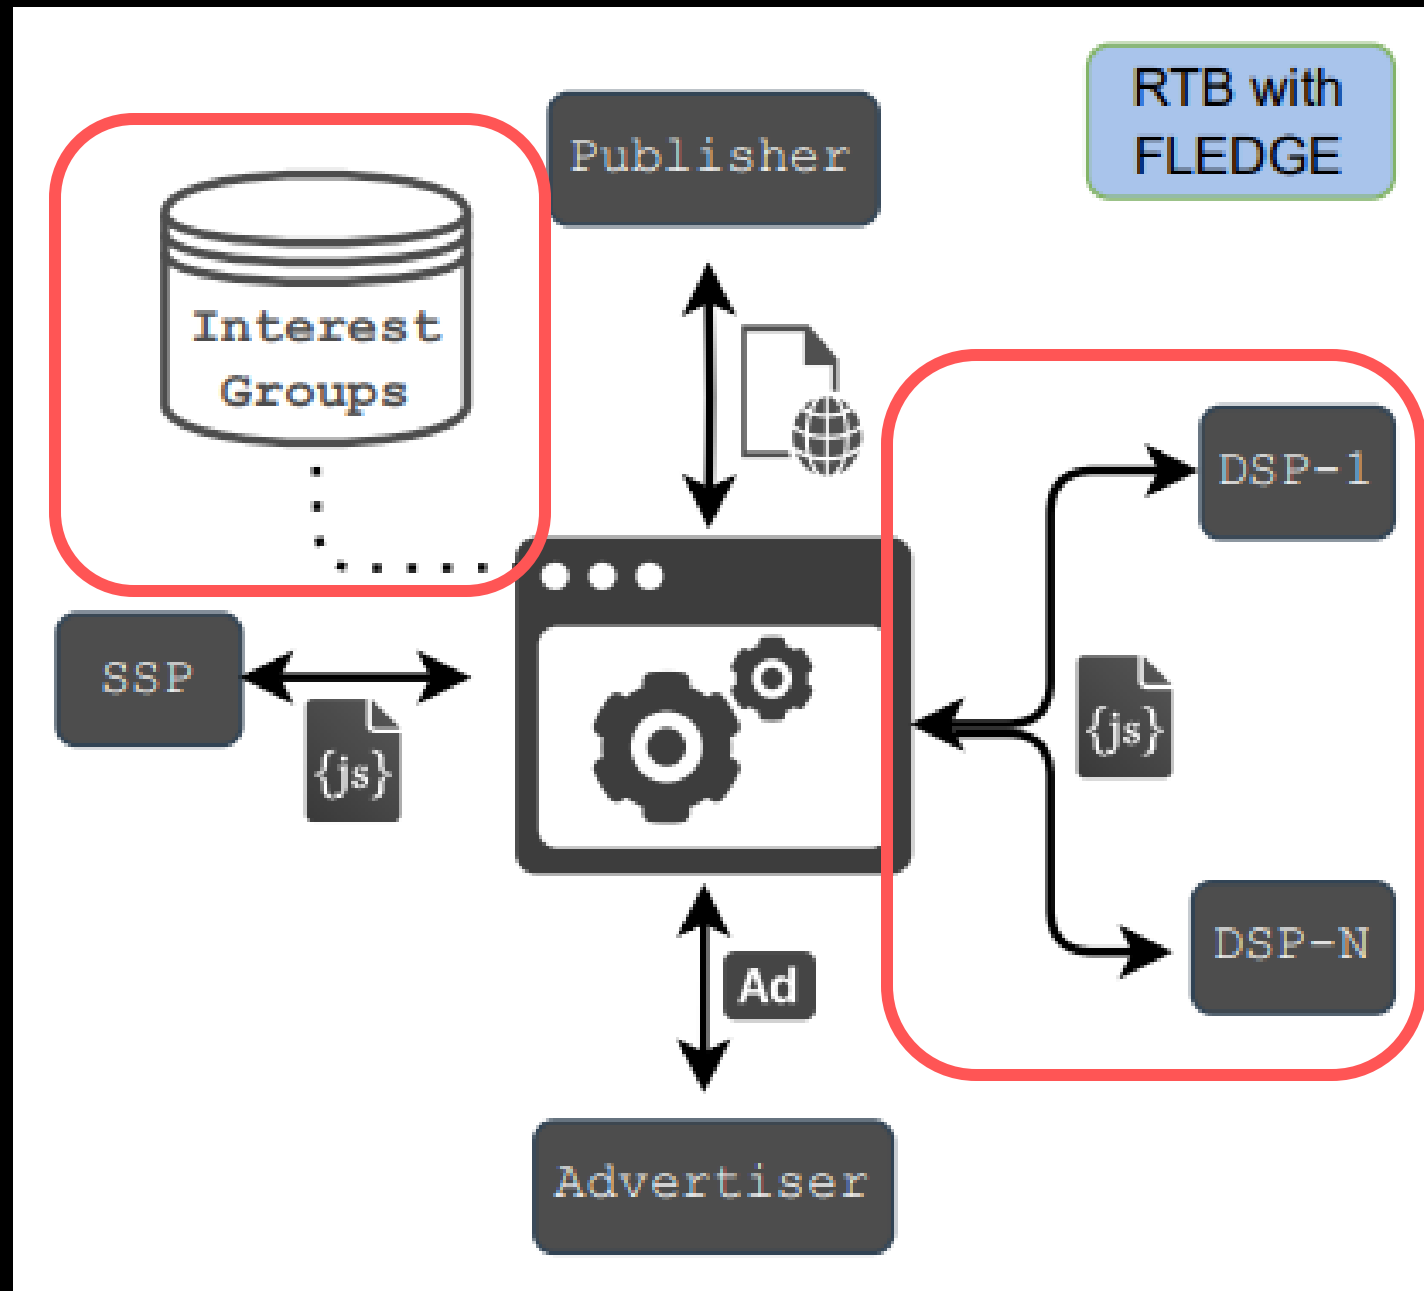 RTB with
FLEDGE
Publisher
Interest
Groups
DSP-1
SSP
{js}
{js}
DSP-N
Ad
Advertiser